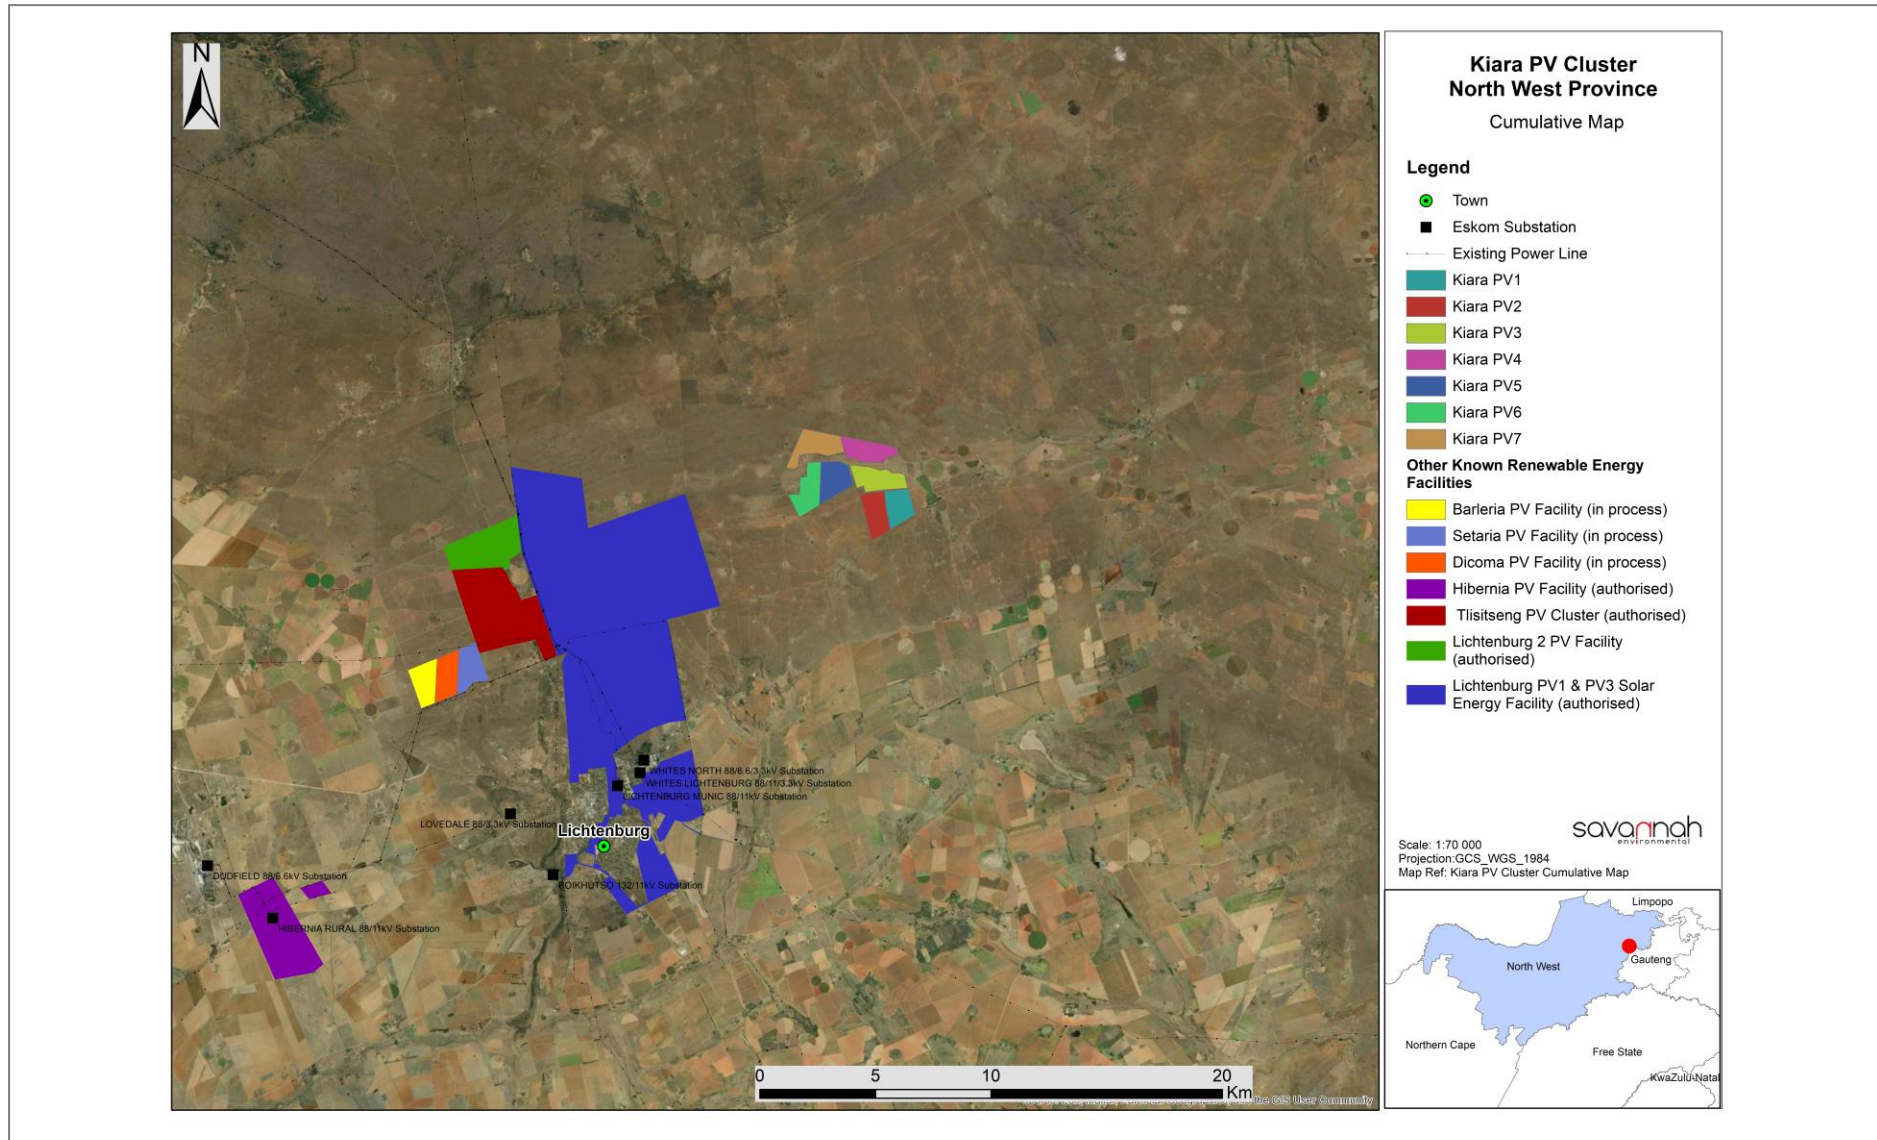 N
WHITES NORTH 88/6.6/3.3kV Substation
WHITES LICHTENBURG 88/11/3.3kV Substation
LICHTENBURG MUNIC 88/11kV Substation
LOVEDALE 88/3.3kV Substation
Lichtenburg
DUDFIELD 88/6.6kV Substation
BOIKHUTSO 132/11kV Substation
HIBERNIA RURAL 88/11kV Substation
0 5 10 20
Km
the GIS User Community
Kiara PV Cluster
North West Province
Cumulative Map
Legend
Town
Eskom Substation
Existing Power Line
Kiara PV1
Kiara PV2
Kiara PV3
Kiara PV4
Kiara PV5
Kiara PV6
Kiara PV7
Other Known Renewable Energy
Facilities
Barleria PV Facility (in process)
Setaria PV Facility (in process)
Dicoma PV Facility (in process)
Hibernia PV Facility (authorised)
Tlisitseng PV Cluster (authorised)
Lichtenburg 2 PV Facility
(authorised)
Lichtenburg PV1 & PV3 Solar
Energy Facility (authorised)
savannah
environmental
Scale: 1:70 000
Projection:GCS_WGS_1984
Map Ref: Kiara PV Cluster Cumulative Map
Limpopo
Gauteng
North West
Northern Cape
Free State
KwaZulu-Natal